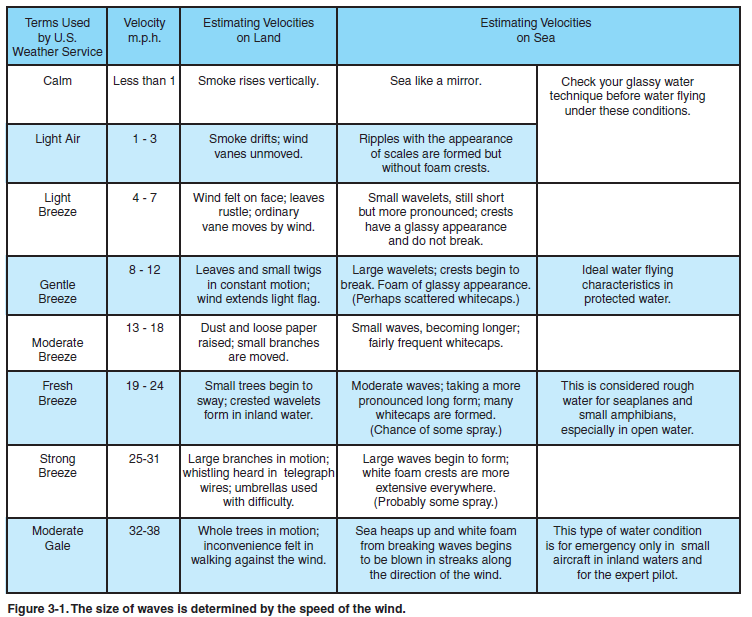 Terms Used
by U.S.
Weather Service
Velocity
m.p.h.
Estimating Velocities
on Land
Estimating Velocities
on Sea
Calm
Less than 1
Smoke rises vertically.
Sea like a mirror.
Check your glassy water
technique before water flying
under these conditions.
Light Air
1 - 3
Smoke drifts; wind
vanes unmoved.
Ripples with the appearance
of scales are formed but
without foam crests.
Light
Breeze
4 - 7
Wind felt on face; leaves
rustle; ordinary
vane moves by wind.
Small wavelets, still short
but more pronounced; crests
have a glassy appearance
and do not break.
Gentle
Breeze
8 - 12
Leaves and small twigs
in constant motion;
wind extends light flag.
Large wavelets; crests begin to
break. Foam of glassy appearance.
(Perhaps scattered whitecaps.)
Ideal water flying
characteristics in
protected water.
Moderate
Breeze
13 - 18
Dust and loose paper
raised; small branches
are moved.
Small waves, becoming longer;
fairly frequent whitecaps.
Fresh
Breeze
19 - 24
Small trees begin to
sway; crested wavelets
form in inland water.
Moderate waves; taking a more
pronounced long form; many
whitecaps are formed.
(Chance of some spray.)
This is considered rough
water for seaplanes and
small amphibians,
especially in open water.
Strong
Breeze
25-31
Large branches in motion;
whistling heard in telegraph
wires; umbrellas used
with difficulty.
Large waves begin to form;
white foam crests are more
extensive everywhere.
(Probably some spray.)
Moderate
Gale
32-38
Whole trees in motion;
inconvenience felt in
walking against the wind.
Sea heaps up and white foam
from breaking waves begins
to be blown in streaks along
the direction of the wind.
This type of water condition
is for emergency only in small
aircraft in inland waters and
for the expert pilot.
Figure 3-1. The size of waves is determined by the speed of the wind.